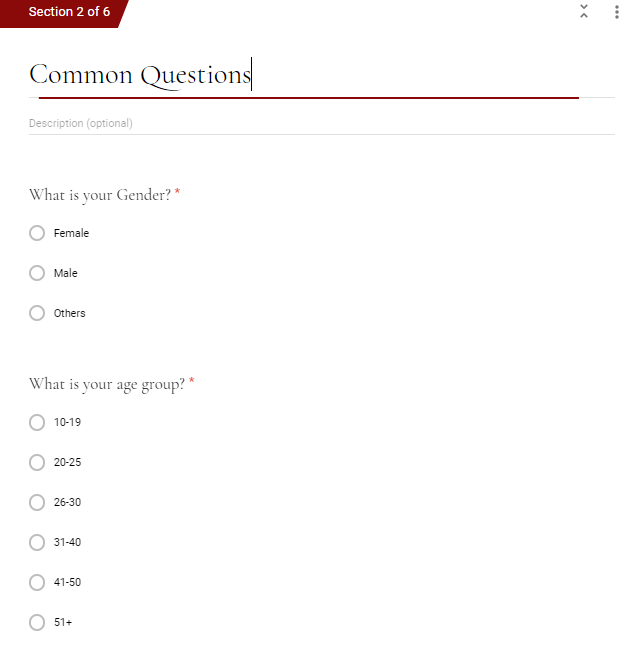 Section 2 of 6
Common Questions
Description (optional)
What is your Gender? *
Female
Male
Others
What is your age group? *
10-19
20-25
26-30
31-40
41-50
51+